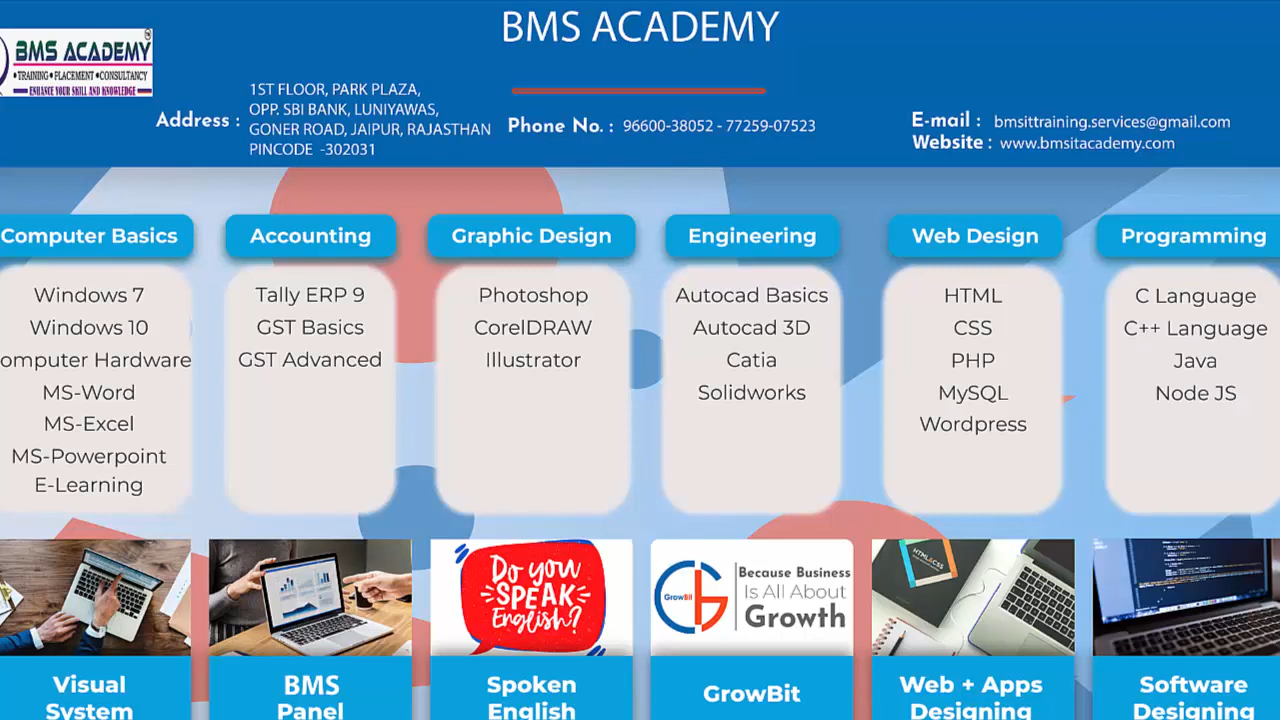 BMS ACADEMY
BMS ACADEMY
TM
•TRAINING •PLACEMENT •CONSULTANCY
ENHANCE YOUR SKILL AND KNOWLEDGE
Address :
1ST FLOOR, PARK PLAZA,
OPP. SBI BANK, LUNIYAWAS,
GONER ROAD, JAIPUR, RAJASTHAN
PINCODE -302031
Phone No. : 96600-38052 - 77259-07523
E-mail : bmsittraining.services@gmail.com
Website : www.bmsitacademy.com
Computer Basics
Windows 7
Windows 10
omputer Hardware
MS-Word
MS-Excel
MS-Powerpoint
E-Learning
Accounting
Tally ERP 9
GST Basics
GST Advanced
Graphic Design
Photoshop
CorelDRAW
Illustrator
Engineering
Autocad Basics
Autocad 3D
Catia
Solidworks
Web Design
HTML
CSS
PHP
MySQL
Wordpress
Programming
C Language
C++ Language
Java
Node JS
Visual
System
BMS
Panel
Do you
SPEAK
English?
Spoken
English
GrowBit
Because Business
Is All About
Growth
GrowBit
HTML&CSS
Web + Apps
Designing
Software
Designing